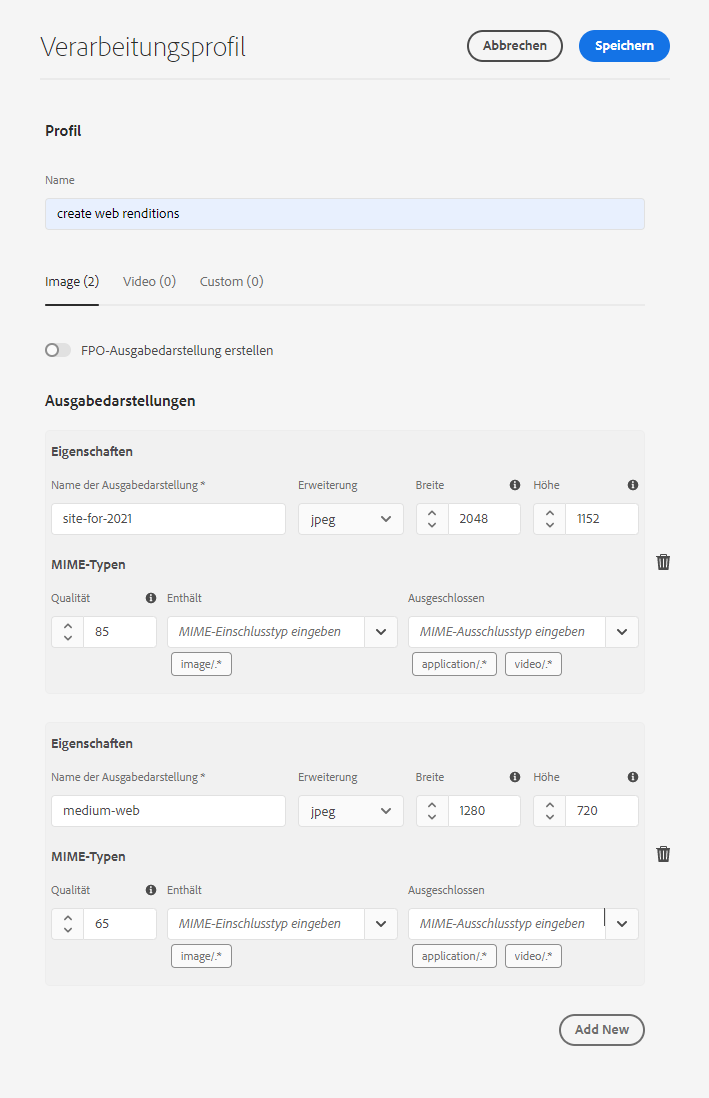 Verarbeitungsprofil Abbrechen Speichern
Profil
Name
create web renditions
Image (2) Video (0) Custom (0)
FPO-Ausgabedarstellung erstellen
Ausgabedarstellungen
Eigenschaften
Name der Ausgabedarstellung * Erweiterung Breite Höhe
site-for-2021 jpeg 2048 1152
MIME-Typen
Qualität Enthält Ausgeschlossen
85 MIME-Einschlusstyp eingeben MIME-Ausschlusstyp eingeben
image/.* application/.* video/.*
Eigenschaften
Name der Ausgabedarstellung * Erweiterung Breite Höhe
medium-web jpeg 1280 720
MIME-Typen
Qualität Enthält Ausgeschlossen
65 MIME-Einschlusstyp eingeben MIME-Ausschlusstyp eingeben
image/.* application/.* video/.*
Add New